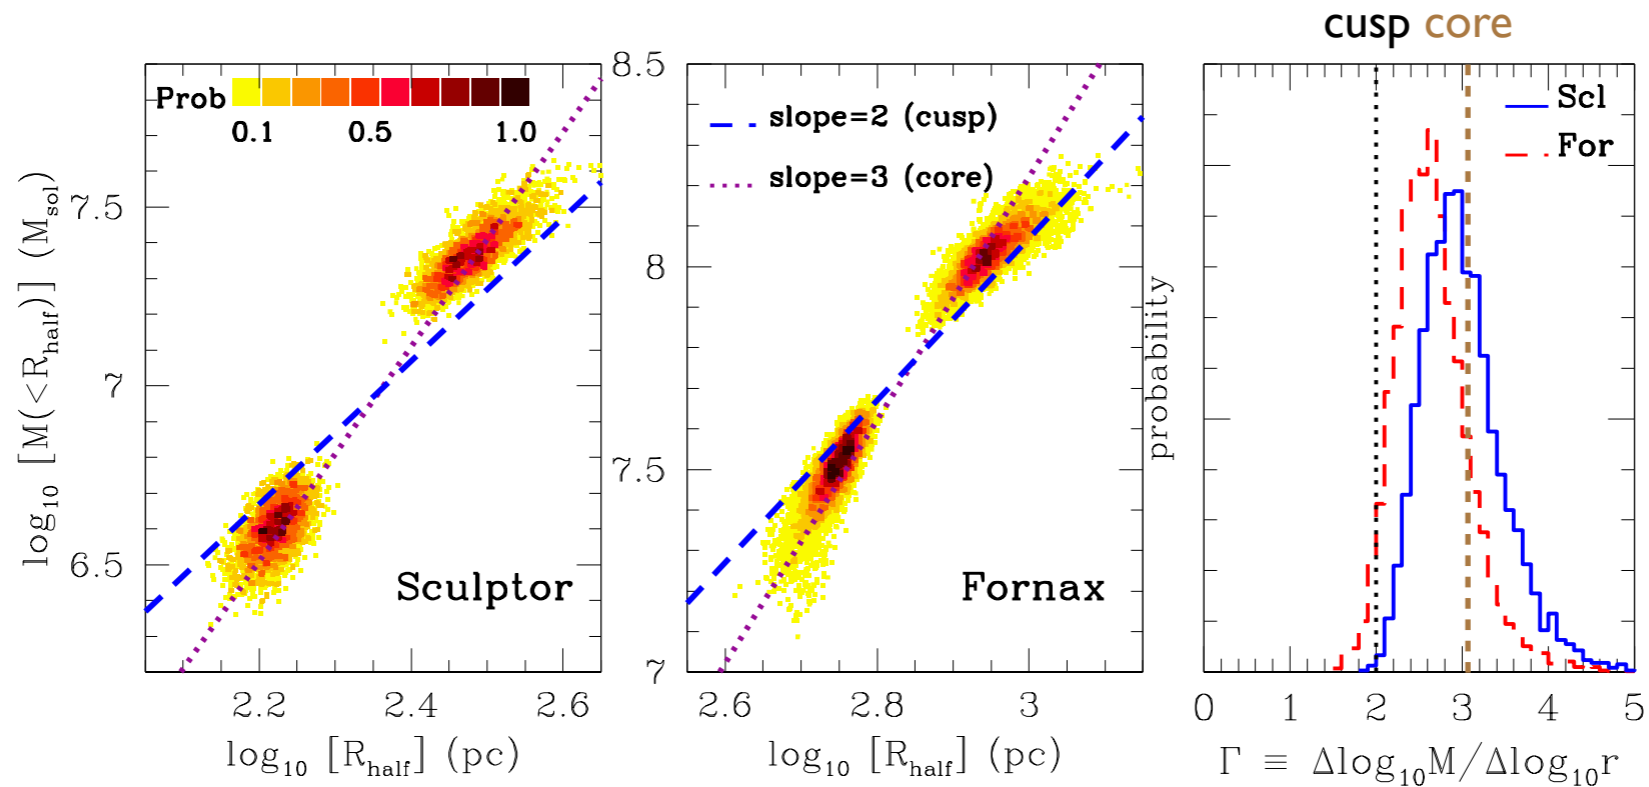 cusp core
Prob
0.1 0.5 1.0
7.5
7
6.5
log10 [M(<Rhalf)] (Msol)
Sculptor
2.2 2.4 2.6
log10 [Rhalf] (pc)
8.5
8
7.5
7
slope=2 (cusp)
slope=3 (core)
Fornax
2.6 2.8 3
log10 [Rhalf] (pc)
probability
Scl
For
0 1 2 3 4 5
Γ ≡ Δlog10M/Δlog10r